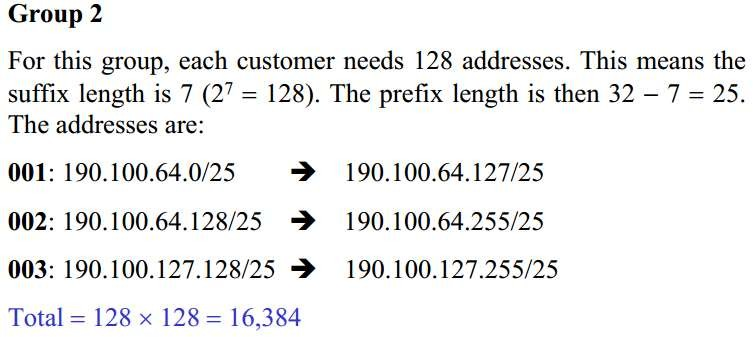 Group 2
For this group, each customer needs 128 addresses. This means the
suffix length is 7 (2⁷ = 128). The prefix length is then 32 − 7 = 25.
The addresses are:
001: 190.100.64.0/25 ➔ 190.100.64.127/25
002: 190.100.64.128/25 ➔ 190.100.64.255/25
003: 190.100.127.128/25 ➔ 190.100.127.255/25
Total = 128 × 128 = 16,384